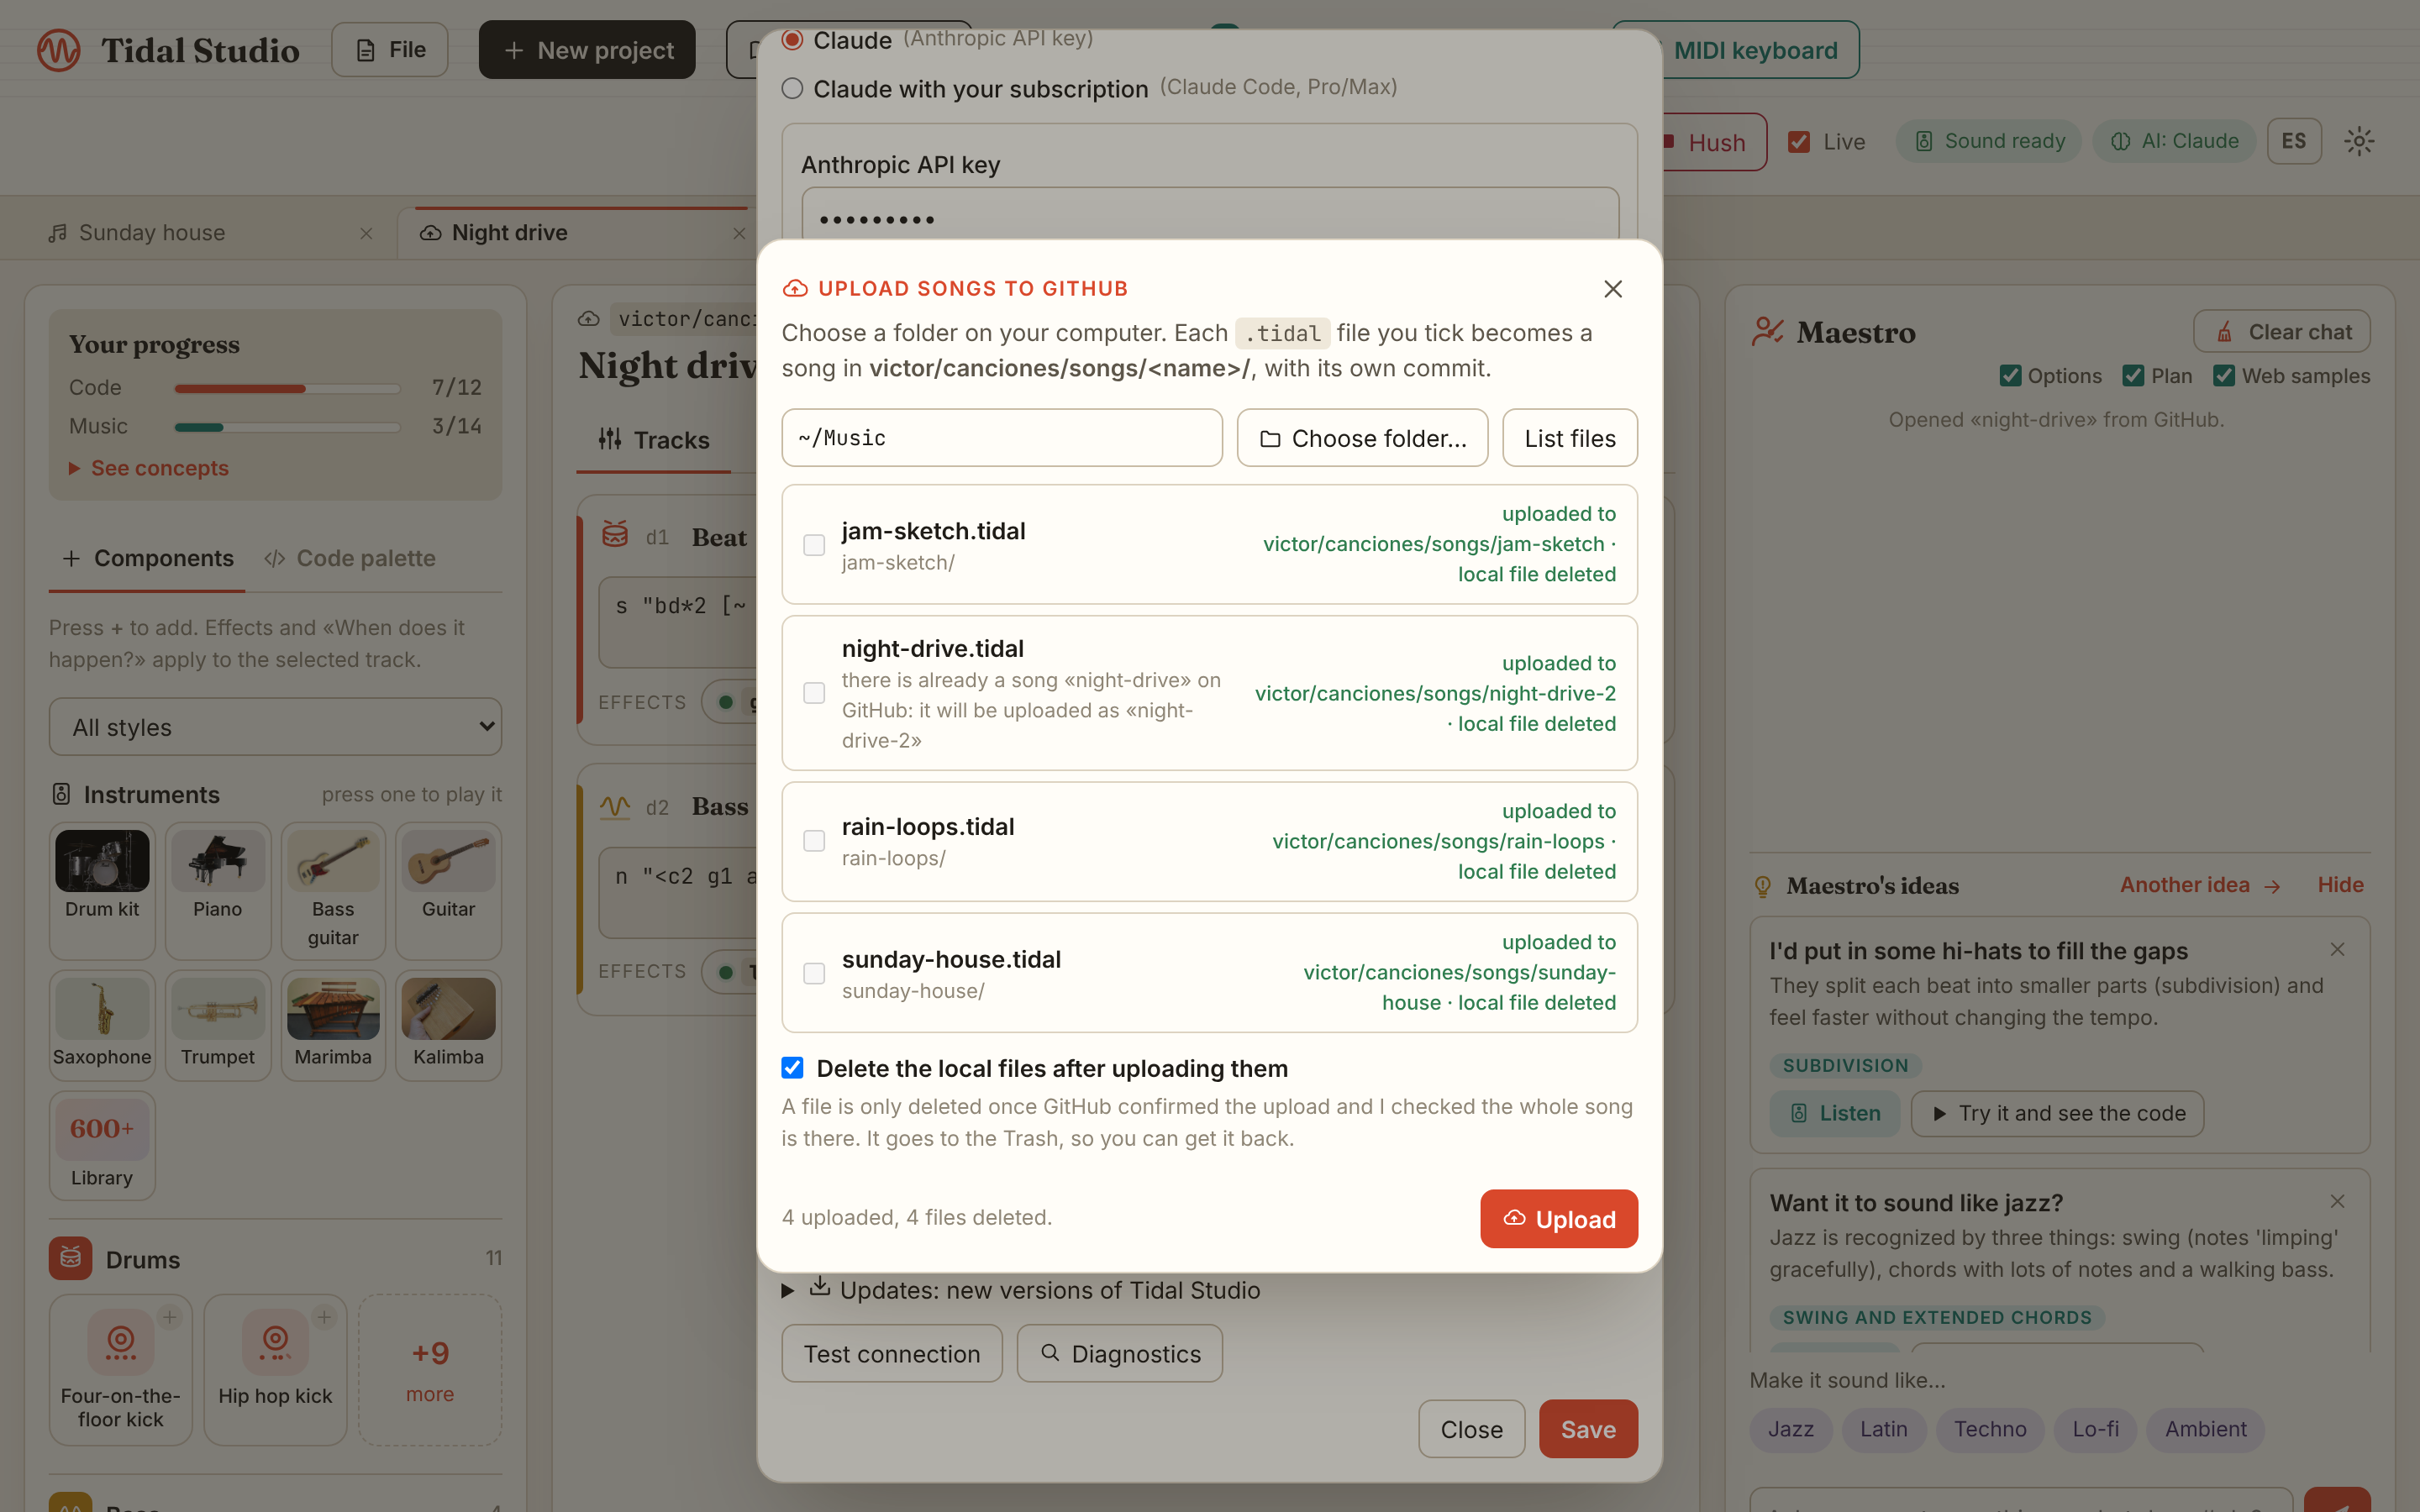 Tidal Studio
File
New project
MIDI keyboard
Hush
Live
Sound ready
AI: Claude
ES
Sunday house
Night drive
Claude (Anthropic API key)
Claude with your subscription (Claude Code, Pro/Max)
Anthropic API key
•••••••••
Your progress
Code 7/12
Music 3/14
See concepts
Components
Code palette
Press + to add. Effects and «When does it
happen?» apply to the selected track.
All styles
Instruments
press one to play it
Drum kit
Piano
Bass
guitar
Guitar
Saxophone
Trumpet
Marimba
Kalimba
600+
Library
Drums
11
Four-on-the-
floor kick
Hip hop kick
+9
more
Tracks
d1 Beat
s "bd*2 [~
EFFECTS
d2 Bass
n "<c2 g1
EFFECTS
UPLOAD SONGS TO GITHUB
Choose a folder on your computer. Each .tidal file you tick becomes a
song in victor/canciones/songs/<name>/, with its own commit.
~/Music
Choose folder...
List files
jam-sketch.tidal
jam-sketch/
uploaded to
victor/canciones/songs/jam-sketch ·
local file deleted
night-drive.tidal
there is already a song «night-drive» on
GitHub: it will be uploaded as «night-
drive-2»
uploaded to
victor/canciones/songs/night-drive-2
· local file deleted
rain-loops.tidal
rain-loops/
uploaded to
victor/canciones/songs/rain-loops ·
local file deleted
sunday-house.tidal
sunday-house/
uploaded to
victor/canciones/songs/sunday-
house · local file deleted
Delete the local files after uploading them
A file is only deleted once GitHub confirmed the upload and I checked the whole song
is there. It goes to the Trash, so you can get it back.
4 uploaded, 4 files deleted.
Upload
Updates: new versions of Tidal Studio
Test connection
Diagnostics
Close
Save
Maestro
Clear chat
Options
Plan
Web samples
Opened «night-drive» from GitHub.
Maestro's ideas
Another idea →
Hide
I'd put in some hi-hats to fill the gaps
They split each beat into smaller parts (subdivision) and
feel faster without changing the tempo.
SUBDIVISION
Listen
Try it and see the code
Want it to sound like jazz?
Jazz is recognized by three things: swing (notes 'limping'
gracefully), chords with lots of notes and a walking bass.
SWING AND EXTENDED CHORDS
Make it sound like...
Jazz
Latin
Techno
Lo-fi
Ambient